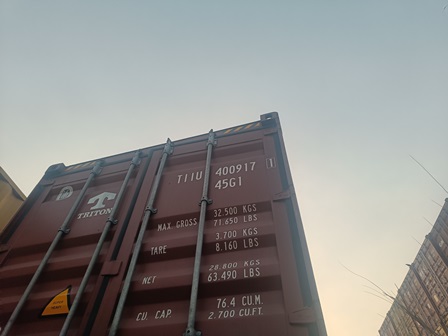 TIIU 400917 1
45G1
TRITON
MAX GROSS 32.500 KGS
71.650 LBS
TARE 3.700 KGS
8.160 LBS
NET 28.800 KGS
63.490 LBS
CU. CAP. 76.4 CU.M.
2.700 CU.FT.